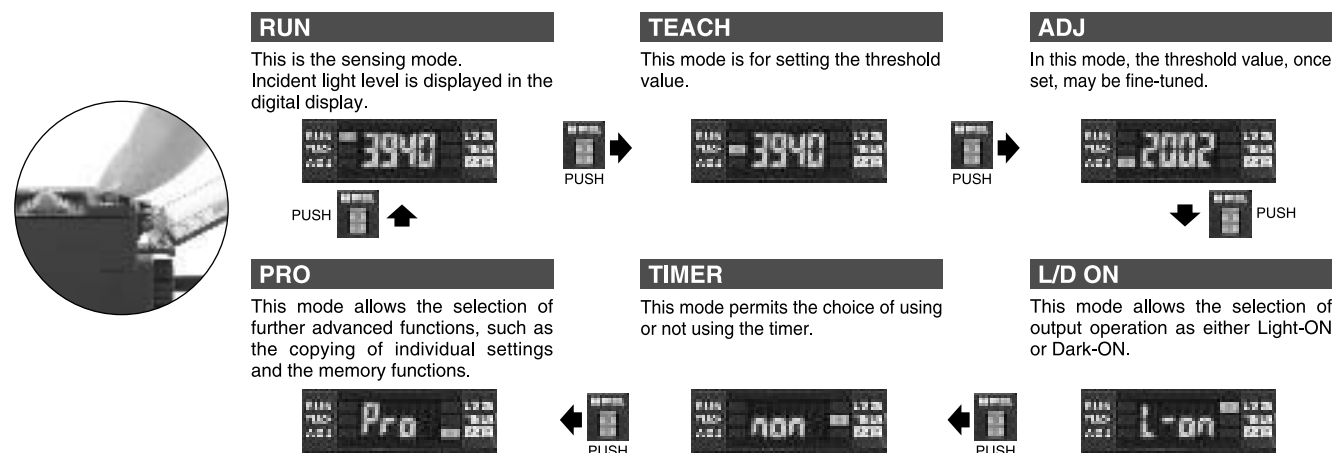 RUN
This is the sensing mode.
Incident light level is displayed in the
digital display.
3940
PUSH
TEACH
This mode is for setting the threshold
value.
3940
PUSH
ADJ
In this mode, the threshold value, once
set, may be fine-tuned.
2002
PUSH
L/D ON
This mode allows the selection of
output operation as either Light-ON
or Dark-ON.
L-on
PUSH
TIMER
This mode permits the choice of using
or not using the timer.
non
PUSH
PRO
This mode allows the selection of
further advanced functions, such as
the copying of individual settings
and the memory functions.
Pro
PUSH